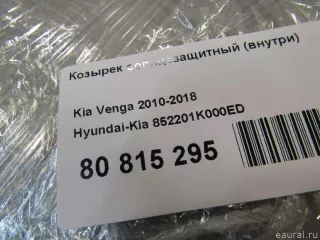 Козырек солнцезащитный (внутри)
Kia Venga 2010-2018
Hyundai-Kia 852201K000ED
80 815 295
eaural.ru